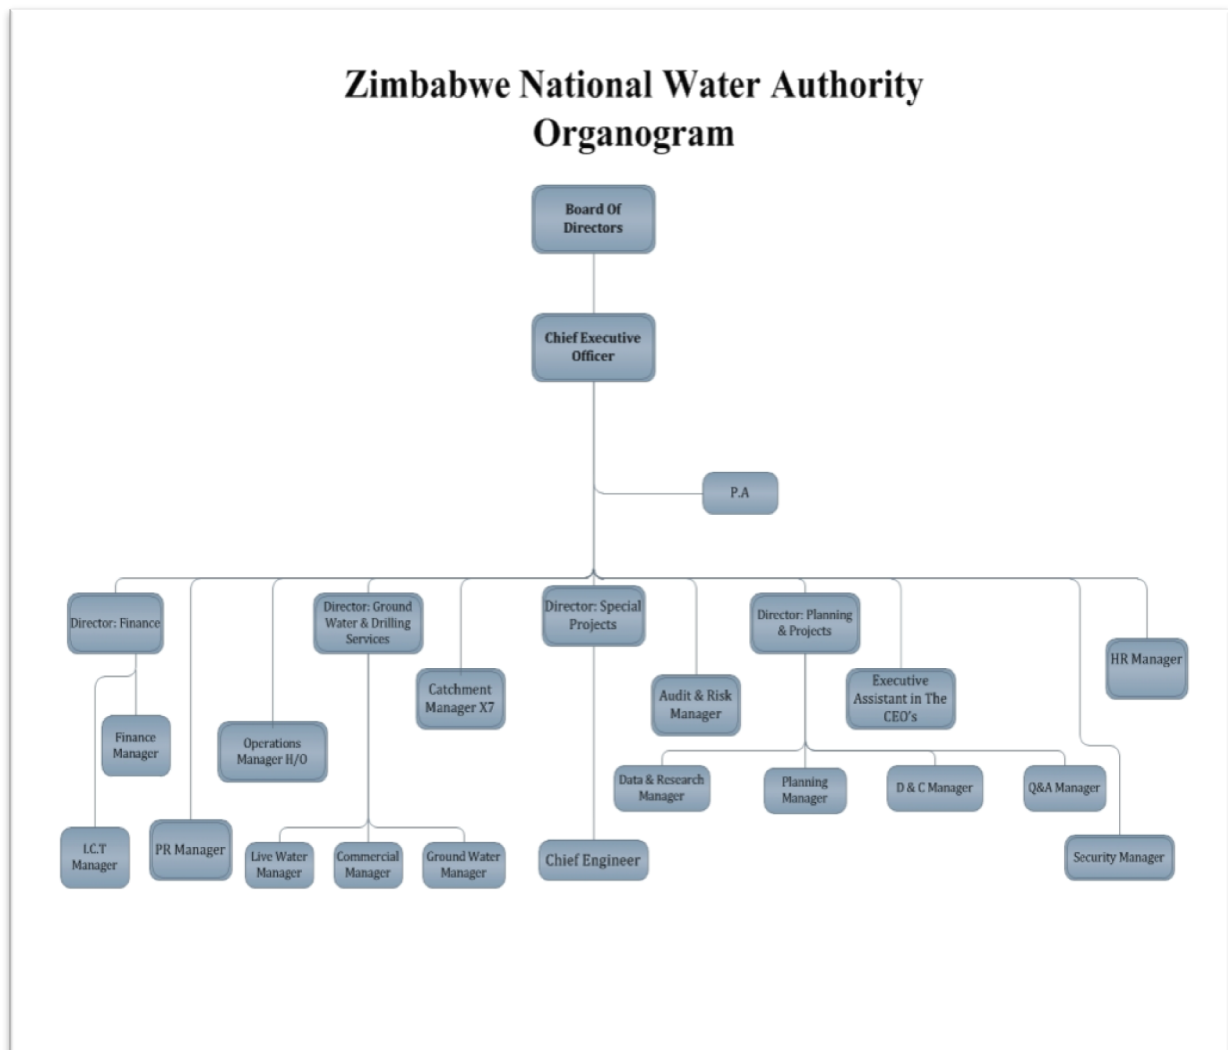 Zimbabwe National Water Authority
Organogram
Board Of
Directors
Chief Executive
Officer
P.A
Director: Finance
Director: Ground
Water & Drilling
Services
Director: Special
Projects
Director: Planning
& Projects
HR Manager
Catchment
Manager X7
Audit & Risk
Manager
Executive
Assistant in The
CEO's
Finance
Manager
Operations
Manager H/O
Data & Research
Manager
Planning
Manager
D & C Manager
Q&A Manager
I.C.T
Manager
PR Manager
Live Water
Manager
Commercial
Manager
Ground Water
Manager
Chief Engineer
Security Manager